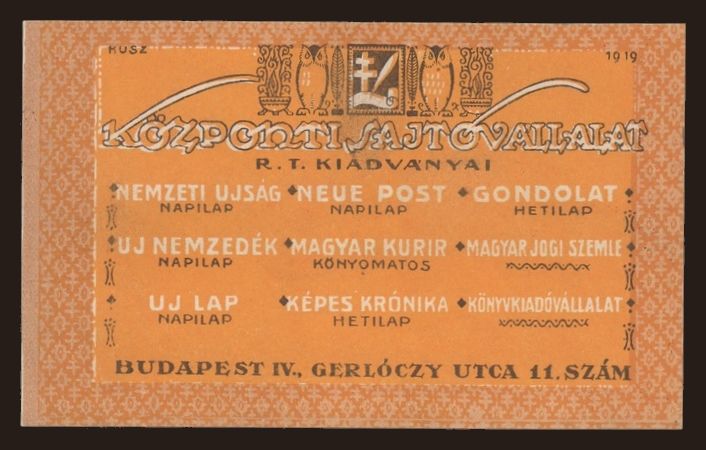 KUSZ 1919
KÖZPONTI SAJTÓVÁLLALAT
R.T. KIADVÁNYAI
NEMZETI UJSÁG NEUE POST GONDOLAT
NAPILAP NAPILAP HETILAP
UJ NEMZEDÉK MAGYAR KURIR MAGYAR JOGI SZEMLE
NAPILAP KŐNYOMATOS
UJ LAP KÉPES KRÓNIKA KÖNYVKIADÓVÁLLALAT
NAPILAP HETILAP
BUDAPEST IV., GERLÓCZY UTCA 11. SZÁM